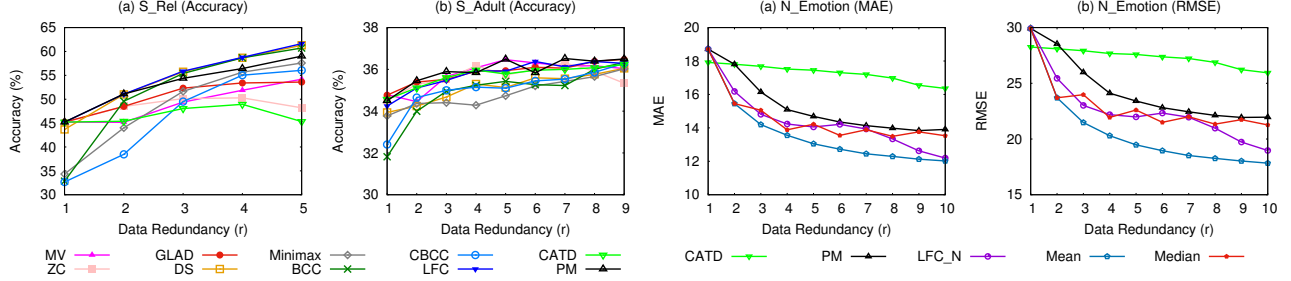 (a) S_Rel (Accuracy)
Accuracy (%)
65
60
55
50
45
40
35
30
1 2 3 4 5
Data Redundancy (r)
(b) S_Adult (Accuracy)
Accuracy (%)
38
36
34
32
30
1 2 3 4 5 6 7 8 9
Data Redundancy (r)
MV GLAD Minimax CBCC CATD
ZC DS BCC LFC PM
(a) N_Emotion (MAE)
MAE
20
18
16
14
12
10
1 2 3 4 5 6 7 8 9 10
Data Redundancy (r)
(b) N_Emotion (RMSE)
RMSE
30
25
20
15
1 2 3 4 5 6 7 8 9 10
Data Redundancy (r)
CATD PM LFC_N Mean Median